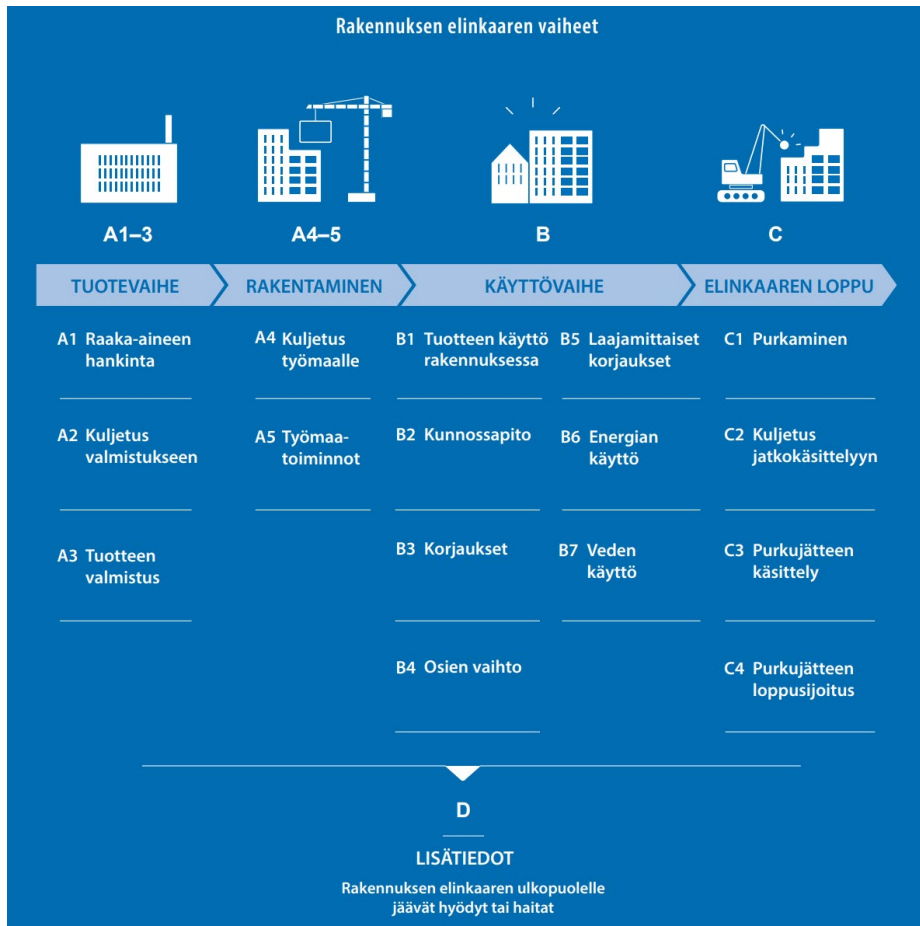 Rakennuksen elinkaaren vaiheet
A1–3
A4–5
B
C
TUOTEVAIHE
RAKENTAMINEN
KÄYTTÖVAIHE
ELINKAAREN LOPPU
A1 Raaka-aineen
hankinta
A2 Kuljetus
valmistukseen
A3 Tuotteen
valmistus
A4 Kuljetus
työmaalle
A5 Työmaa-
toiminnot
B1 Tuotteen käyttö
rakennuksessa
B2 Kunnossapito
B3 Korjaukset
B4 Osien vaihto
B5 Laajamittaiset
korjaukset
B6 Energian
käyttö
B7 Veden
käyttö
C1 Purkaminen
C2 Kuljetus
jatkokäsittelyyn
C3 Purkujätteen
käsittely
C4 Purkujätteen
loppusijoitus
D
LISÄTIEDOT
Rakennuksen elinkaaren ulkopuolelle
jäävät hyödyt tai haitat